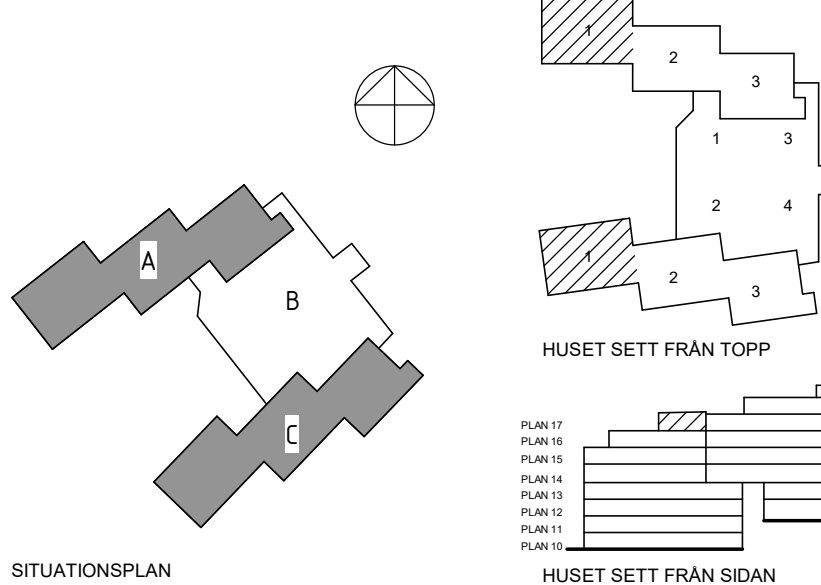 A
B
C
SITUATIONSPLAN
1
2
3
1 3
2 4
1
2
3
HUSET SETT FRÅN TOPP
PLAN 17
PLAN 16
PLAN 15
PLAN 14
PLAN 13
PLAN 12
PLAN 11
PLAN 10
HUSET SETT FRÅN SIDAN